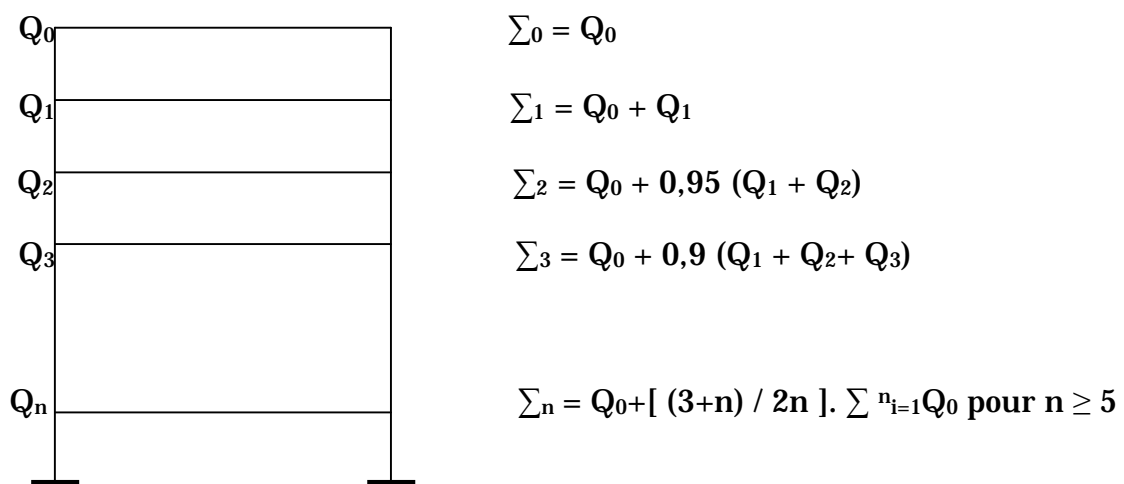 Q₀ ∑₀ = Q₀
Q₁ ∑₁ = Q₀ + Q₁
Q₂ ∑₂ = Q₀ + 0,95 (Q₁ + Q₂)
Q₃ ∑₃ = Q₀ + 0,9 (Q₁ + Q₂+ Q₃)
Qₙ ∑ₙ = Q₀+[ (3+n) / 2n ]. ∑ ⁿᵢ₌₁Q₀ pour n ≥ 5